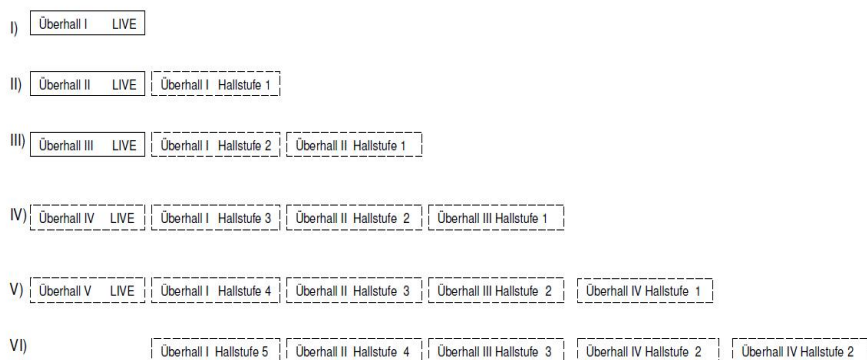 I) Überhall I LIVE
II) Überhall II LIVE Überhall I Hallstufe 1
III) Überhall III LIVE Überhall I Hallstufe 2 Überhall II Hallstufe 1
IV) Überhall IV LIVE Überhall I Hallstufe 3 Überhall II Hallstufe 2 Überhall III Hallstufe 1
V) Überhall V LIVE Überhall I Hallstufe 4 Überhall II Hallstufe 3 Überhall III Hallstufe 2 Überhall IV Hallstufe 1
VI) Überhall I Hallstufe 5 Überhall II Hallstufe 4 Überhall III Hallstufe 3 Überhall IV Hallstufe 2 Überhall IV Hallstufe 2